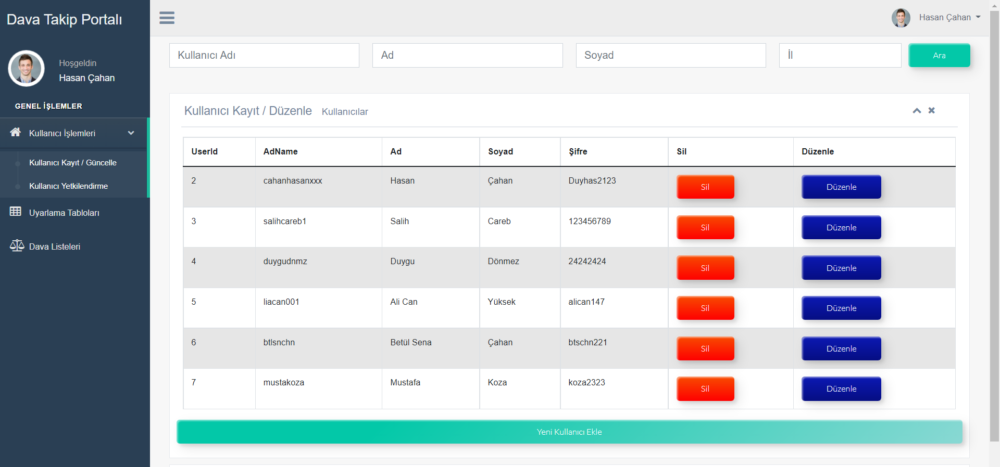 Dava Takip Portalı
Hoşgeldin
Hasan Çahan
GENEL İŞLEMLER
Kullanıcı İşlemleri
Kullanıcı Kayıt / Güncelle
Kullanıcı Yetkilendirme
Uyarlama Tabloları
Dava Listeleri
Hasan Çahan
Kullanıcı Adı Ad Soyad İl Ara
Kullanıcı Kayıt / Düzenle Kullanıcılar
UserId AdName Ad Soyad Şifre Sil Düzenle
2 cahanhasanxxx Hasan Çahan Duyhas2123 Sil Düzenle
3 salihcareb1 Salih Careb 123456789 Sil Düzenle
4 duygudnmz Duygu Dönmez 24242424 Sil Düzenle
5 liacan001 Ali Can Yüksek alican147 Sil Düzenle
6 btlsnchn Betül Sena Çahan btschn221 Sil Düzenle
7 mustakoza Mustafa Koza koza2323 Sil Düzenle
Yeni Kullanıcı Ekle